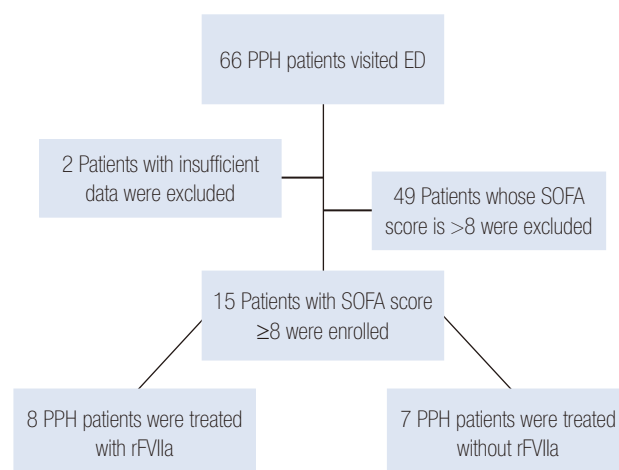 66 PPH patients visited ED
2 Patients with insufficient
data were excluded
49 Patients whose SOFA
score is >8 were excluded
15 Patients with SOFA score
≥8 were enrolled
8 PPH patients were treated
with rFVIIa
7 PPH patients were treated
without rFVIIa